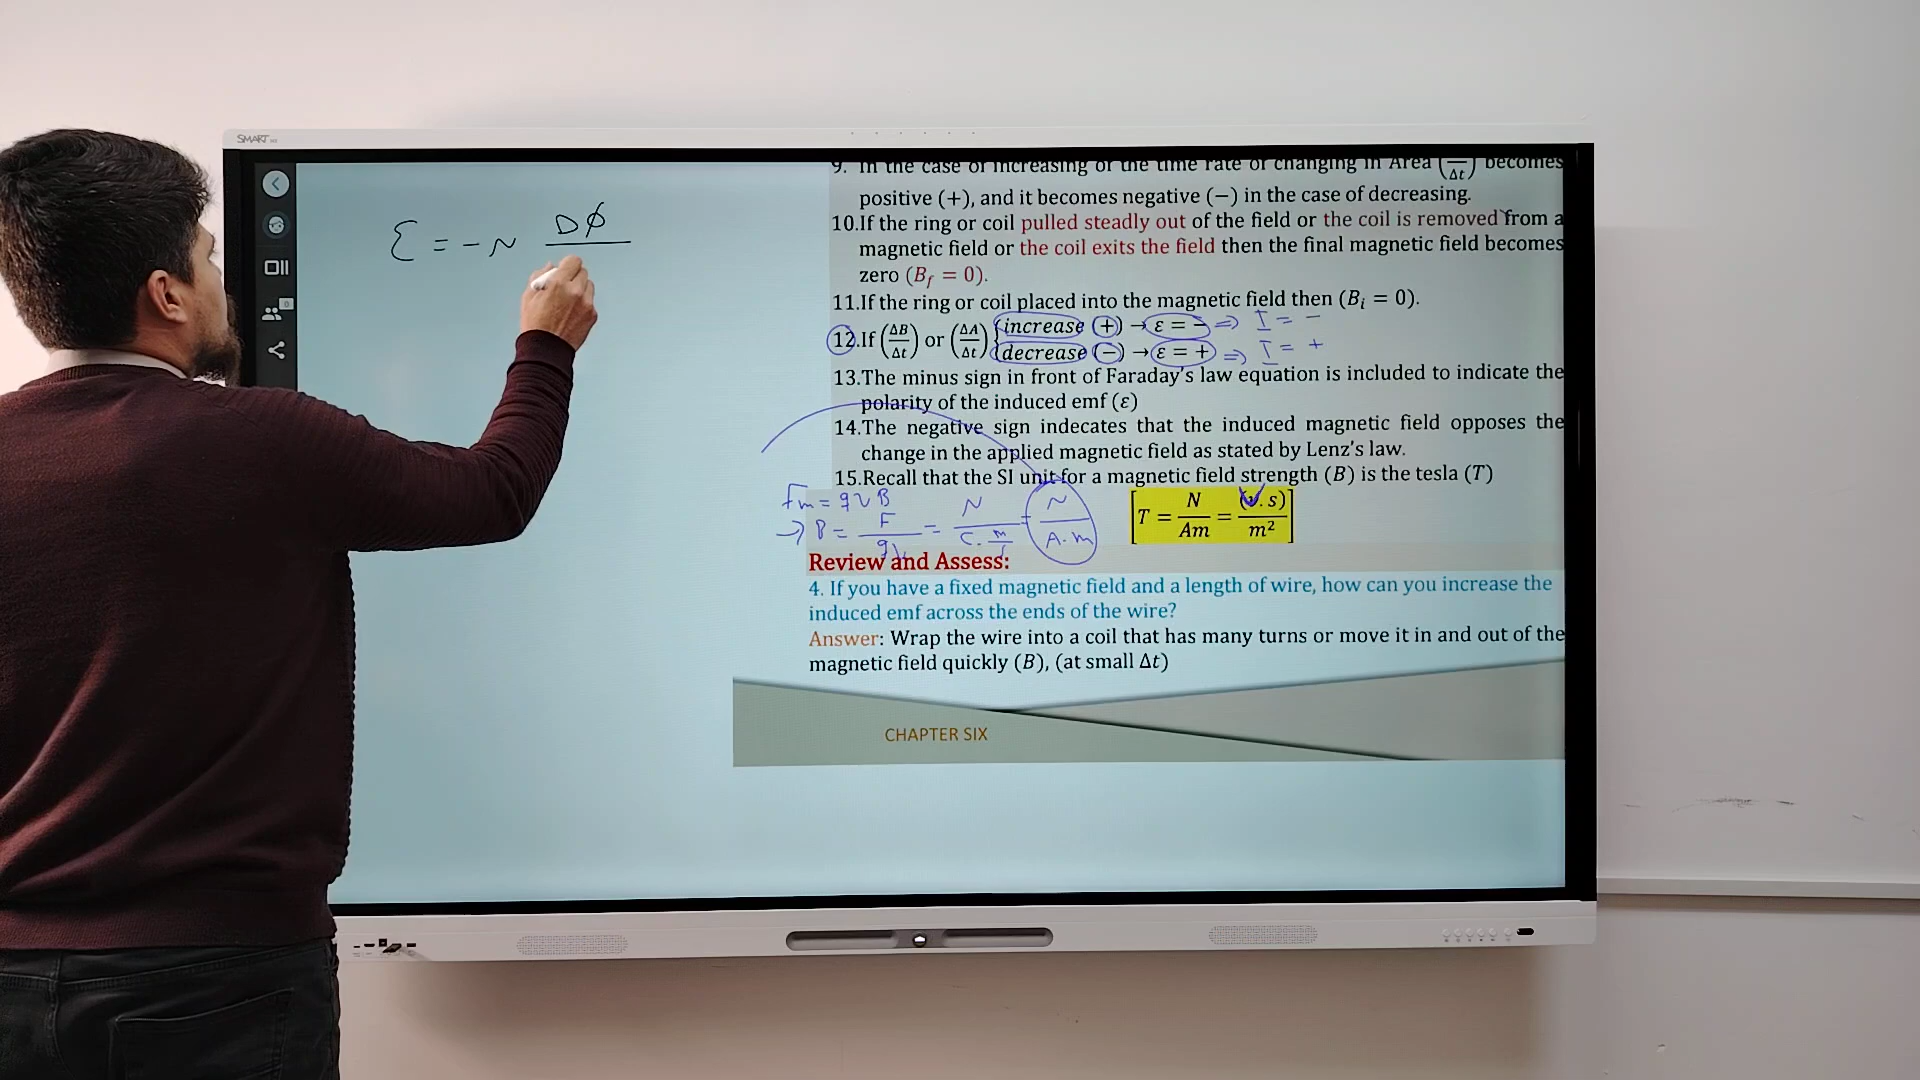 SMART
ε = -N Dφ
9. In the case of increasing of the time rate of changing in Area (/Δt) becomes
positive (+), and it becomes negative (−) in the case of decreasing.
10.If the ring or coil pulled steadily out of the field or the coil is removed from a
magnetic field or the coil exits the field then the final magnetic field becomes
zero (B_f = 0).
11.If the ring or coil placed into the magnetic field then (B_i = 0).
12.If (ΔB/Δt) or (ΔA/Δt) {increase (+) → ε = − ⇒ I = −
decrease (−) → ε = + ⇒ I = +
13.The minus sign in front of Faraday's law equation is included to indicate the
polarity of the induced emf (ε)
14.The negative sign indecates that the induced magnetic field opposes the
change in the applied magnetic field as stated by Lenz's law.
15.Recall that the SI unit for a magnetic field strength (B) is the tesla (T)
Fm = qvB
→ B = F/qv = N/C.m/s = N/A.m
[T = N/Am = (v.s)/m²]
Review and Assess:
4. If you have a fixed magnetic field and a length of wire, how can you increase the
induced emf across the ends of the wire?
Answer: Wrap the wire into a coil that has many turns or move it in and out of the
magnetic field quickly (B), (at small Δt)
CHAPTER SIX